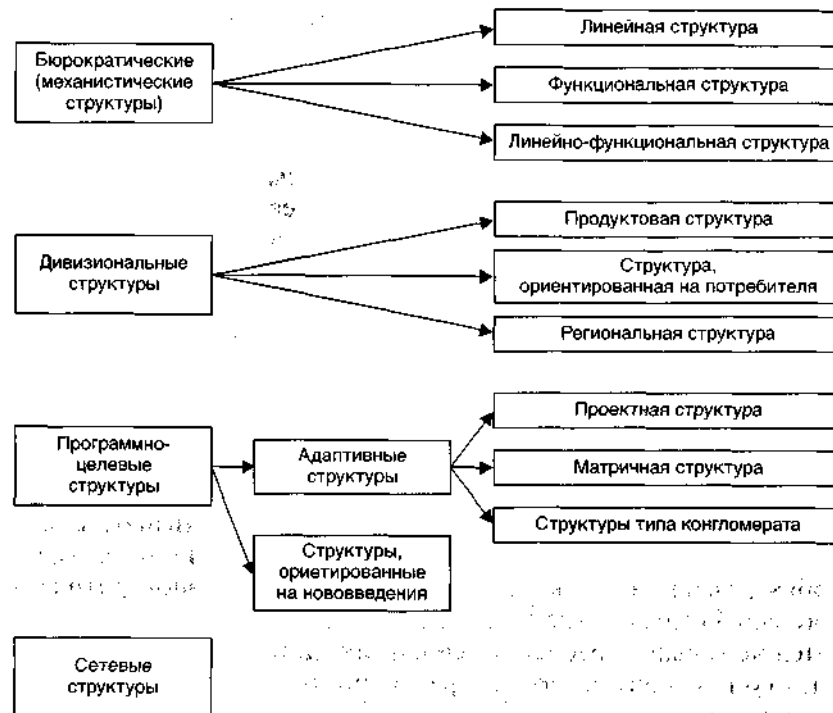 Бюрократические
(механистические
структуры)
Линейная структура
Функциональная структура
Линейно-функциональная структура
Дивизиональные
структуры
Продуктовая структура
Структура,
ориентированная на потребителя
Региональная структура
Программно-
целевые
структуры
Адаптивные
структуры
Проектная структура
Матричная структура
Структуры типа конгломерата
Структуры,
ориетированные
на нововведения
Сетевые
структуры